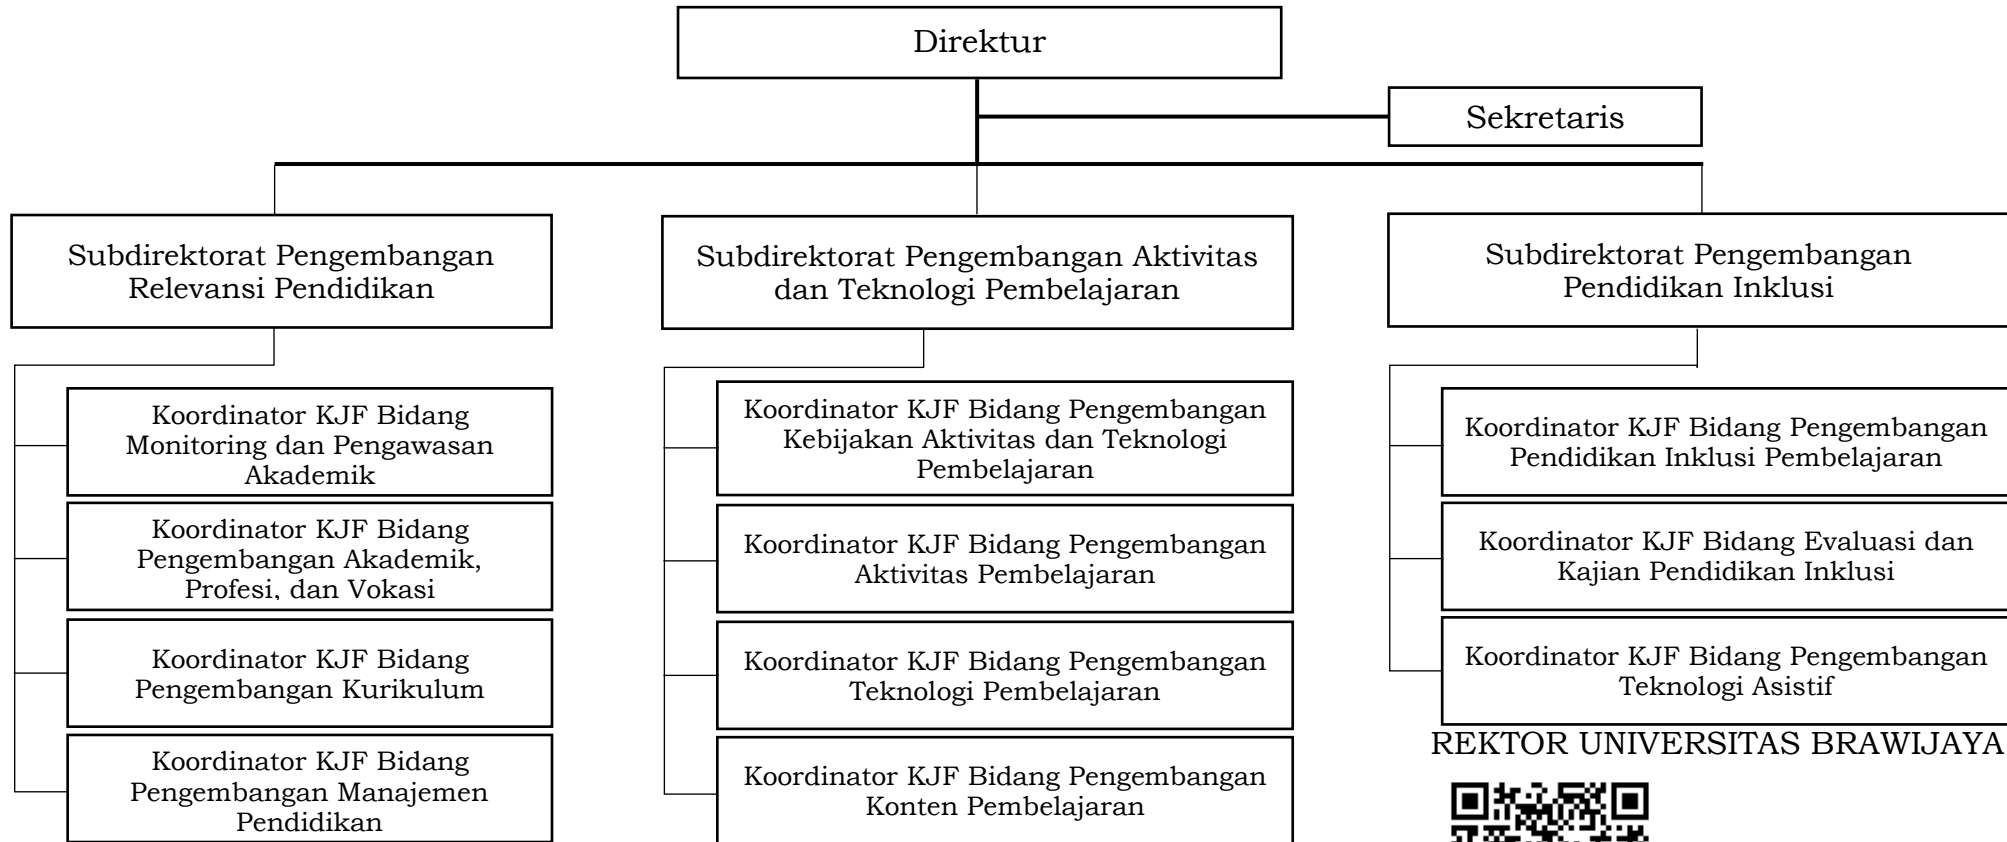 Direktur
Sekretaris
Subdirektorat Pengembangan
Relevansi Pendidikan
Subdirektorat Pengembangan Aktivitas
dan Teknologi Pembelajaran
Subdirektorat Pengembangan
Pendidikan Inklusi
Koordinator KJF Bidang
Monitoring dan Pengawasan
Akademik
Koordinator KJF Bidang
Pengembangan Akademik,
Profesi, dan Vokasi
Koordinator KJF Bidang
Pengembangan Kurikulum
Koordinator KJF Bidang
Pengembangan Manajemen
Pendidikan
Koordinator KJF Bidang Pengembangan
Kebijakan Aktivitas dan Teknologi
Pembelajaran
Koordinator KJF Bidang Pengembangan
Aktivitas Pembelajaran
Koordinator KJF Bidang Pengembangan
Teknologi Pembelajaran
Koordinator KJF Bidang Pengembangan
Konten Pembelajaran
Koordinator KJF Bidang Pengembangan
Pendidikan Inklusi Pembelajaran
Koordinator KJF Bidang Evaluasi dan
Kajian Pendidikan Inklusi
Koordinator KJF Bidang Pengembangan
Teknologi Asistif
REKTOR UNIVERSITAS BRAWIJAYA